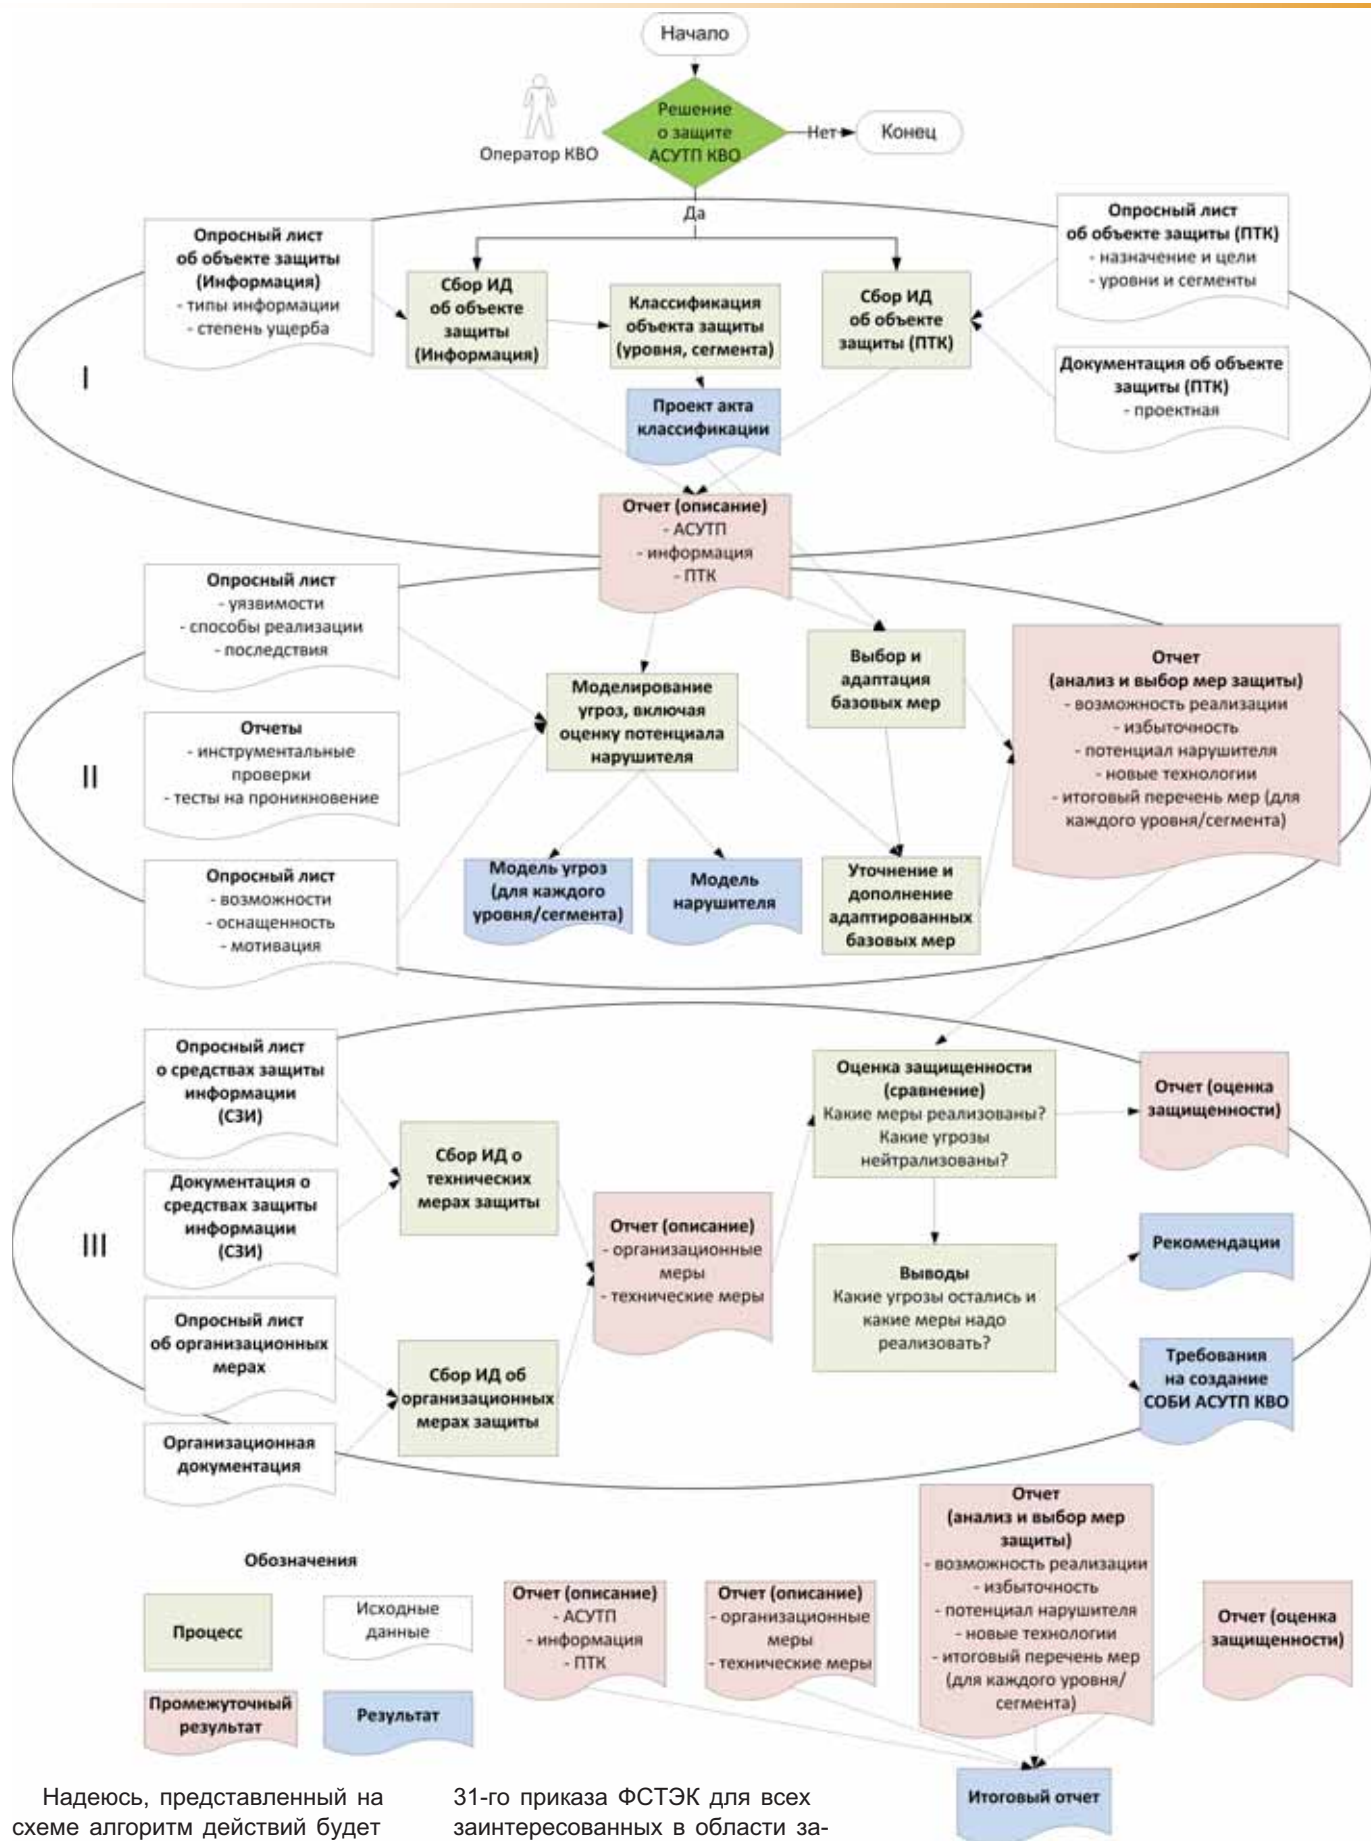 Начало
Решение
о защите
АСУТП КВО
Нет
Конец
Оператор КВО
Да
Опросный лист
об объекте защиты
(Информация)
- типы информации
- степень ущерба
Сбор ИД
об объекте
защиты
(Информация)
Классификация
объекта защиты
(уровня, сегмента)
Сбор ИД
об объекте
защиты (ПТК)
Опросный лист
об объекте защиты (ПТК)
- назначение и цели
- уровни и сегменты
Документация об объекте
защиты (ПТК)
- проектная
I
Проект акта
классификации
Отчет (описание)
- АСУТП
- информация
- ПТК
Опросный лист
- уязвимости
- способы реализации
- последствия
Отчеты
- инструментальные
проверки
- тесты на проникновение
Опросный лист
- возможности
- оснащенность
- мотивация
II
Моделирование
угроз, включая
оценку потенциала
нарушителя
Выбор и
адаптация
базовых мер
Отчет
(анализ и выбор мер защиты)
- возможность реализации
- избыточность
- потенциал нарушителя
- новые технологии
- итоговый перечень мер (для
каждого уровня/сегмента)
Модель угроз
(для каждого
уровня/сегмента)
Модель
нарушителя
Уточнение и
дополнение
адаптированных
базовых мер
Опросный лист
о средствах защиты
информации
(СЗИ)
Документация о
средствах защиты
информации
(СЗИ)
Опросный лист
об организационных
мерах
Организационная
документация
III
Сбор ИД о
технических
мерах защиты
Сбор ИД об
организационных
мерах защиты
Отчет (описание)
- организационные
меры
- технические меры
Оценка защищенности
(сравнение)
Какие меры реализованы?
Какие угрозы
нейтрализованы?
Отчет (оценка
защищенности)
Выводы
Какие угрозы остались и
какие меры надо
реализовать?
Рекомендации
Требования
на создание
СОБИ АСУТП КВО
Обозначения
Процесс
Исходные
данные
Промежуточный
результат
Результат
Отчет (описание)
- АСУТП
- информация
- ПТК
Отчет (описание)
- организационные
меры
- технические меры
Отчет
(анализ и выбор мер
защиты)
- возможность реализации
- избыточность
- потенциал нарушителя
- новые технологии
- итоговый перечень мер
(для каждого уровня/
сегмента)
Отчет (оценка
защищенности)
Итоговый отчет
Надеюсь, представленный на
схеме алгоритм действий будет
31-го приказа ФСТЭК для всех
заинтересованных в области за-